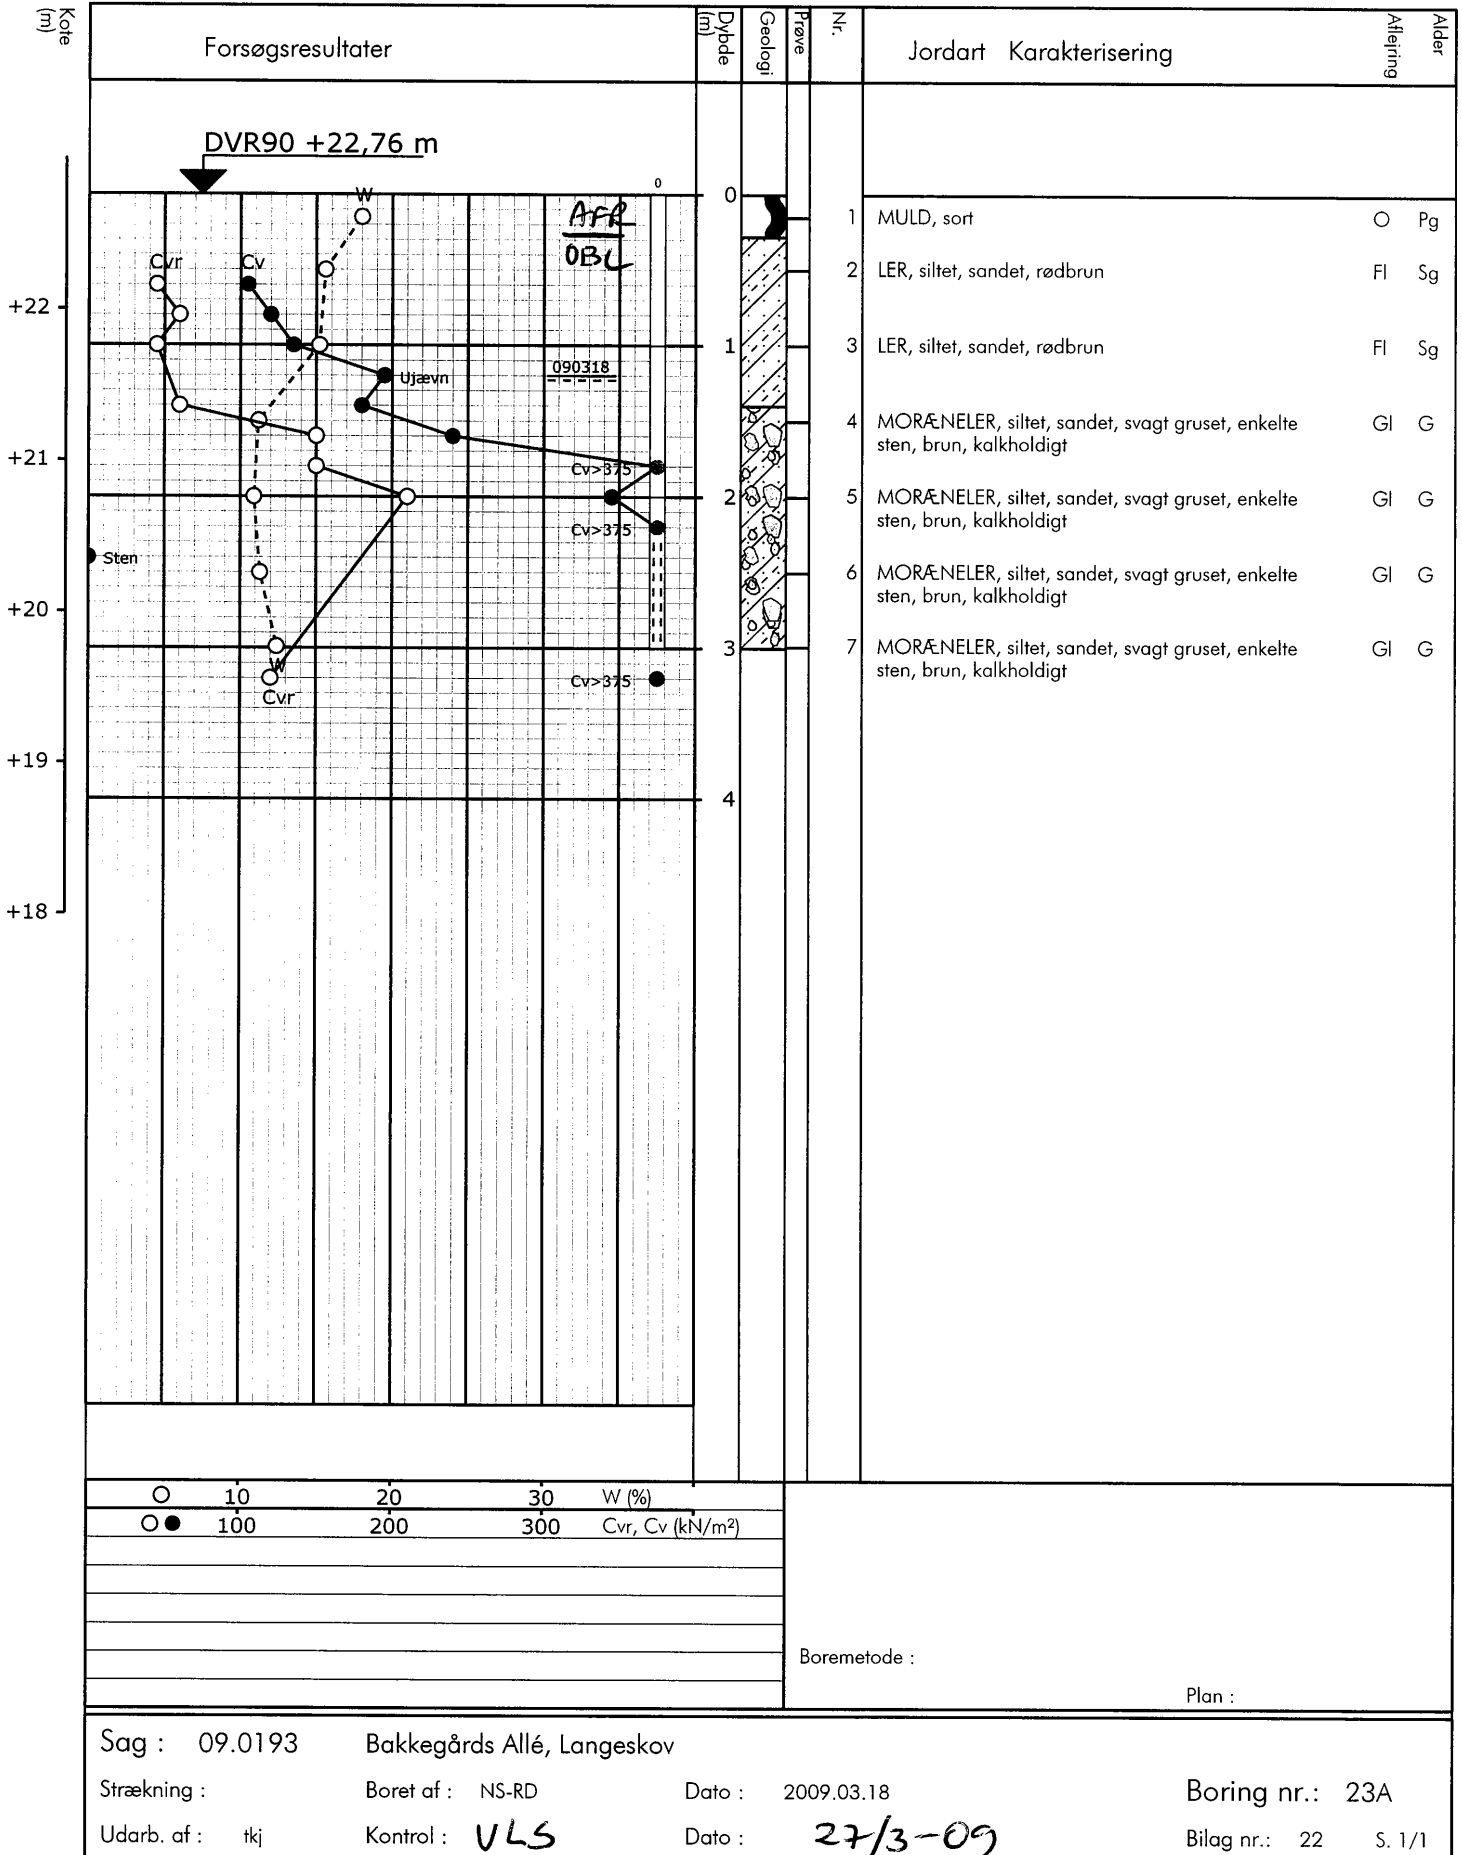 Kote (m)
Forsøgsresultater
Dybde (m)
Geologi
Prøve
Nr.
Jordart Karakterisering
Aflejring
Alder
DVR90 +22,76 m
W
0
0
AFR
OBL
1 MULD, sort O Pg
Cvr
Cv
2 LER, siltet, sandet, rødbrun Fl Sg
+22
1
3 LER, siltet, sandet, rødbrun Fl Sg
Ujævn
090318
4 MORÆNELER, siltet, sandet, svagt gruset, enkelte Gl G
sten, brun, kalkholdigt
+21
Cv>375
2
5 MORÆNELER, siltet, sandet, svagt gruset, enkelte Gl G
sten, brun, kalkholdigt
Cv>375
Sten
6 MORÆNELER, siltet, sandet, svagt gruset, enkelte Gl G
sten, brun, kalkholdigt
+20
3
7 MORÆNELER, siltet, sandet, svagt gruset, enkelte Gl G
sten, brun, kalkholdigt
W
Cv>375
Cvr
+19
4
+18
10 20 30 W (%)
100 200 300 Cvr, Cv (kN/m²)
Boremetode :
Plan :
Sag : 09.0193 Bakkegårds Allé, Langeskov
Strækning : Boret af : NS-RD Dato : 2009.03.18 Boring nr.: 23A
Udarb. af : tkj Kontrol : VLS Dato : 27/3-09 Bilag nr.: 22 S. 1/1